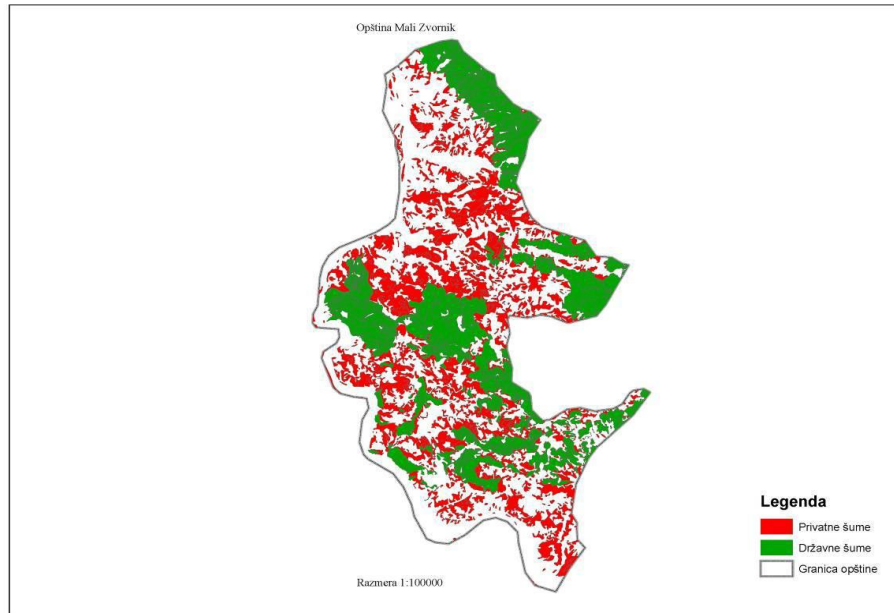 Opština Mali Zvornik
Legenda
Privatne šume
Državne šume
Granica opštine
Razmera 1:100000